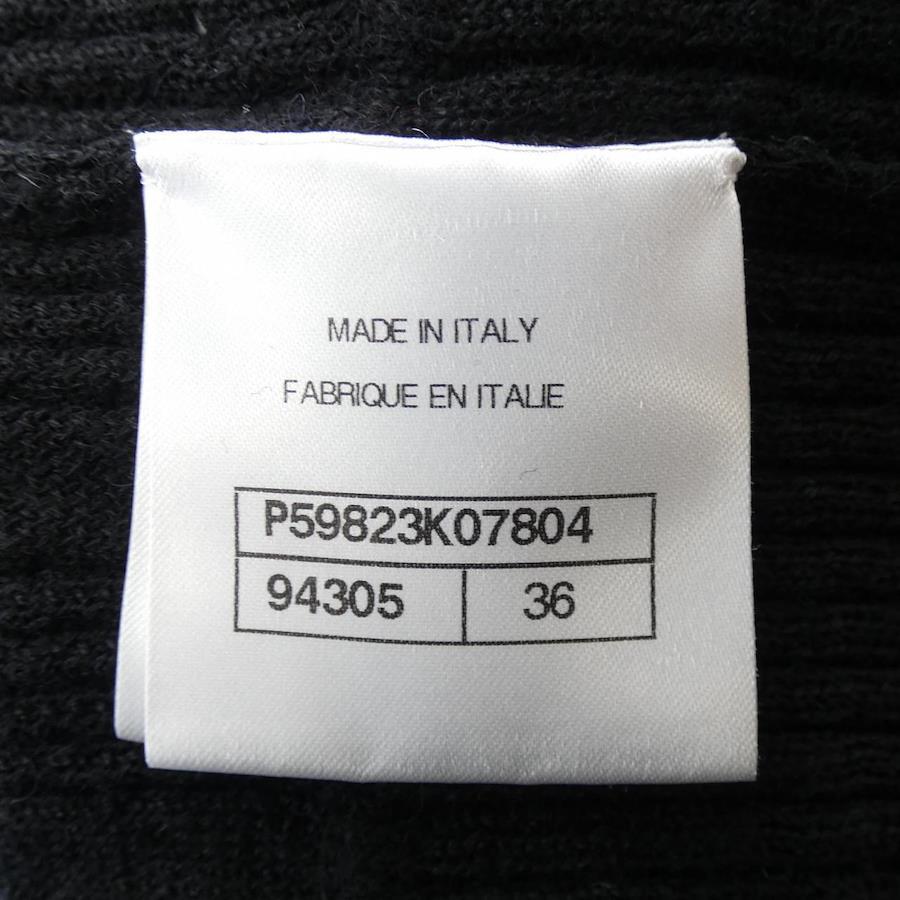 MADE IN ITALY
FABRIQUE EN ITALIE
P59823K07804
94305 36